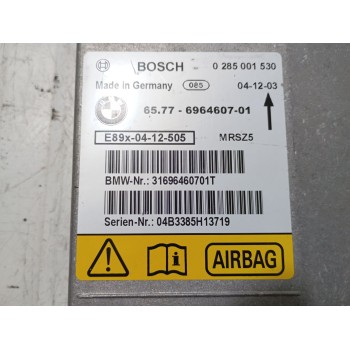 BOSCH 0 285 001 530
Made in Germany 085 04-12-03
65.77 - 6964607-01
E89x-04-12-505 MRSZ5
BMW-Nr.: 31696460701T
Serien-Nr.: 04B3385H13719
AIRBAG